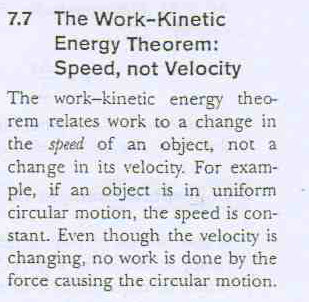 7.7 The Work–Kinetic
Energy Theorem:
Speed, not Velocity
The work–kinetic energy theo-
rem relates work to a change in
the speed of an object, not a
change in its velocity. For exam-
ple, if an object is in uniform
circular motion, the speed is con-
stant. Even though the velocity is
changing, no work is done by the
force causing the circular motion.